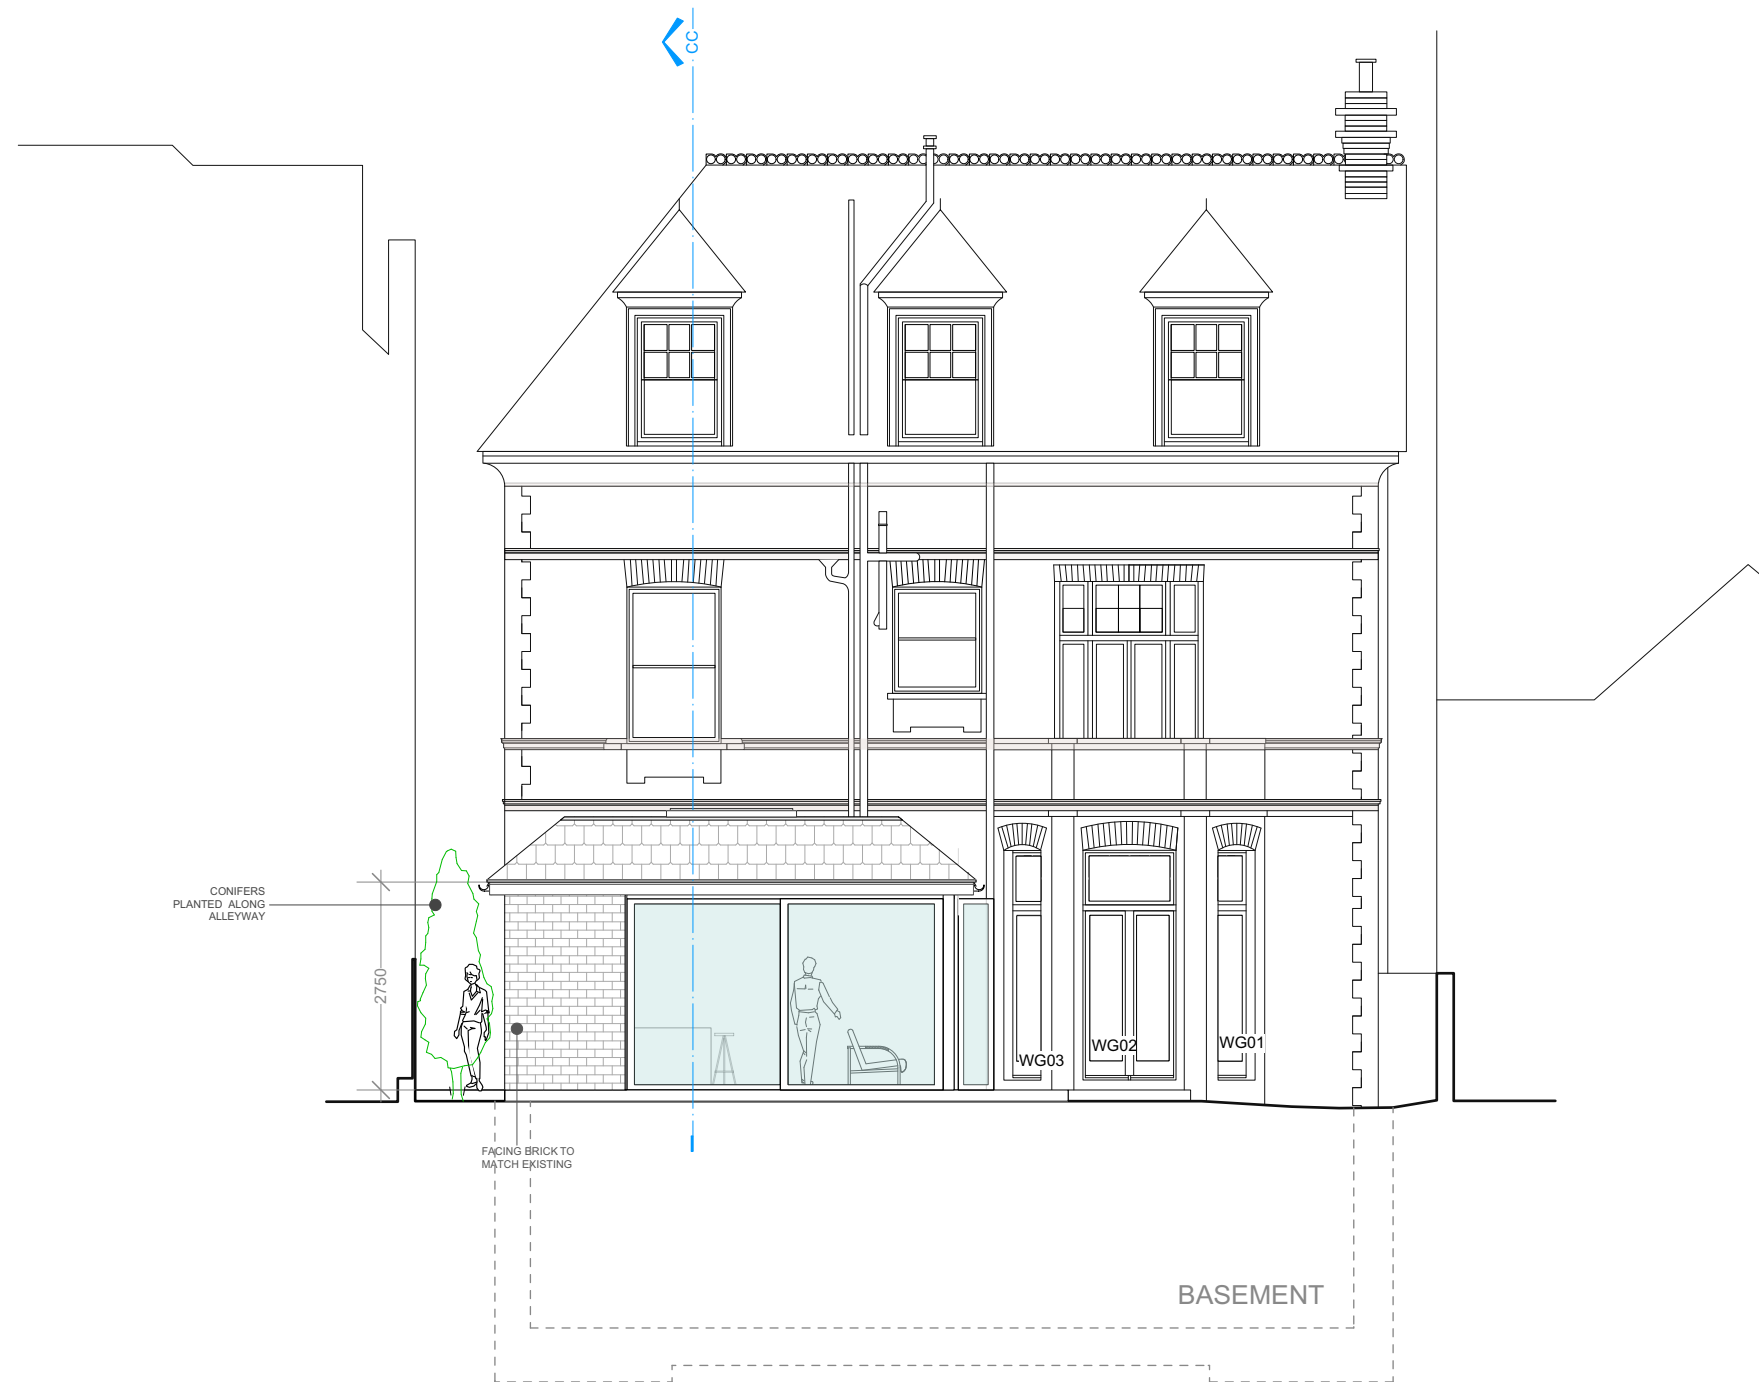 CC
CONIFERS
PLANTED ALONG
ALLEYWAY
2750
WG03
WG02
WG01
FACING BRICK TO
MATCH EXISTING
BASEMENT